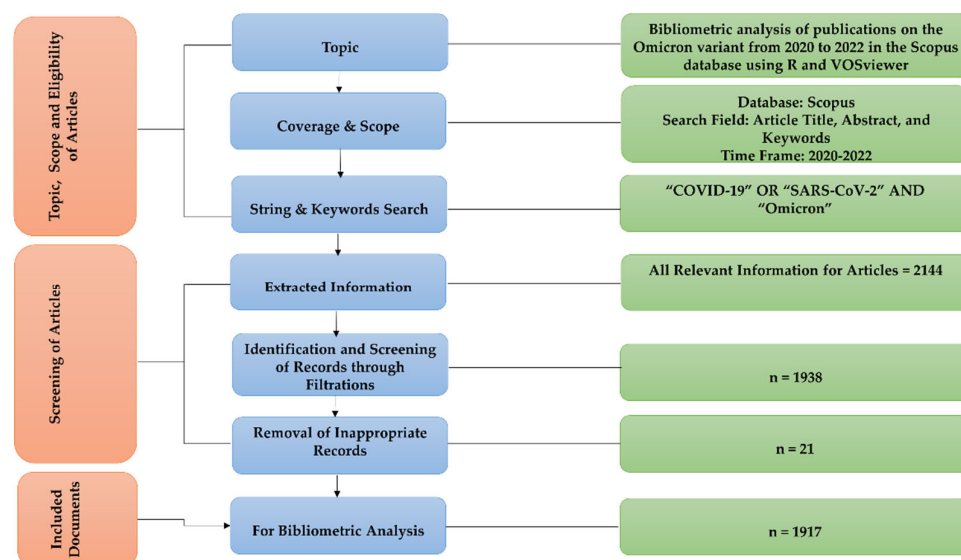 Topic, Scope and Eligibility
of Articles
Topic
Bibliometric analysis of publications on the
Omicron variant from 2020 to 2022 in the Scopus
database using R and VOSviewer
Coverage & Scope
Database: Scopus
Search Field: Article Title, Abstract, and
Keywords
Time Frame: 2020-2022
String & Keywords Search
“COVID-19” OR “SARS-CoV-2” AND
“Omicron”
Screening of Articles
Extracted Information
All Relevant Information for Articles = 2144
Identification and Screening
of Records through
Filtrations
n = 1938
Removal of Inappropriate
Records
n = 21
Included
Documents
For Bibliometric Analysis
n = 1917